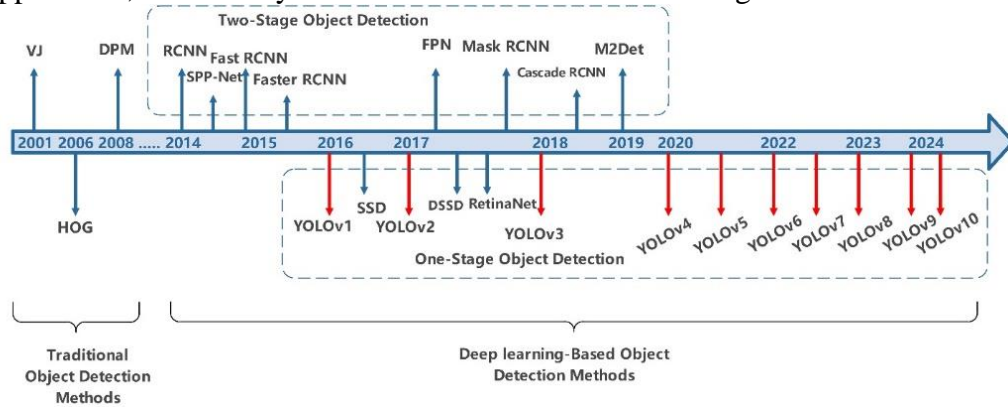 Two-Stage Object Detection
VJ
DPM
RCNN
Fast RCNN
SPP-Net
Faster RCNN
FPN
Mask RCNN
Cascade RCNN
M2Det
2001 2006 2008 ..... 2014 2015 2016 2017 2018 2019 2020 2022 2023 2024
HOG
YOLOv1
SSD
YOLOv2
DSSD
RetinaNet
YOLOv3
YOLOv4
YOLOv5
YOLOv6
YOLOv7
YOLOv8
YOLOv9
YOLOv10
One-Stage Object Detection
Traditional
Object Detection
Methods
Deep learning-Based Object
Detection Methods